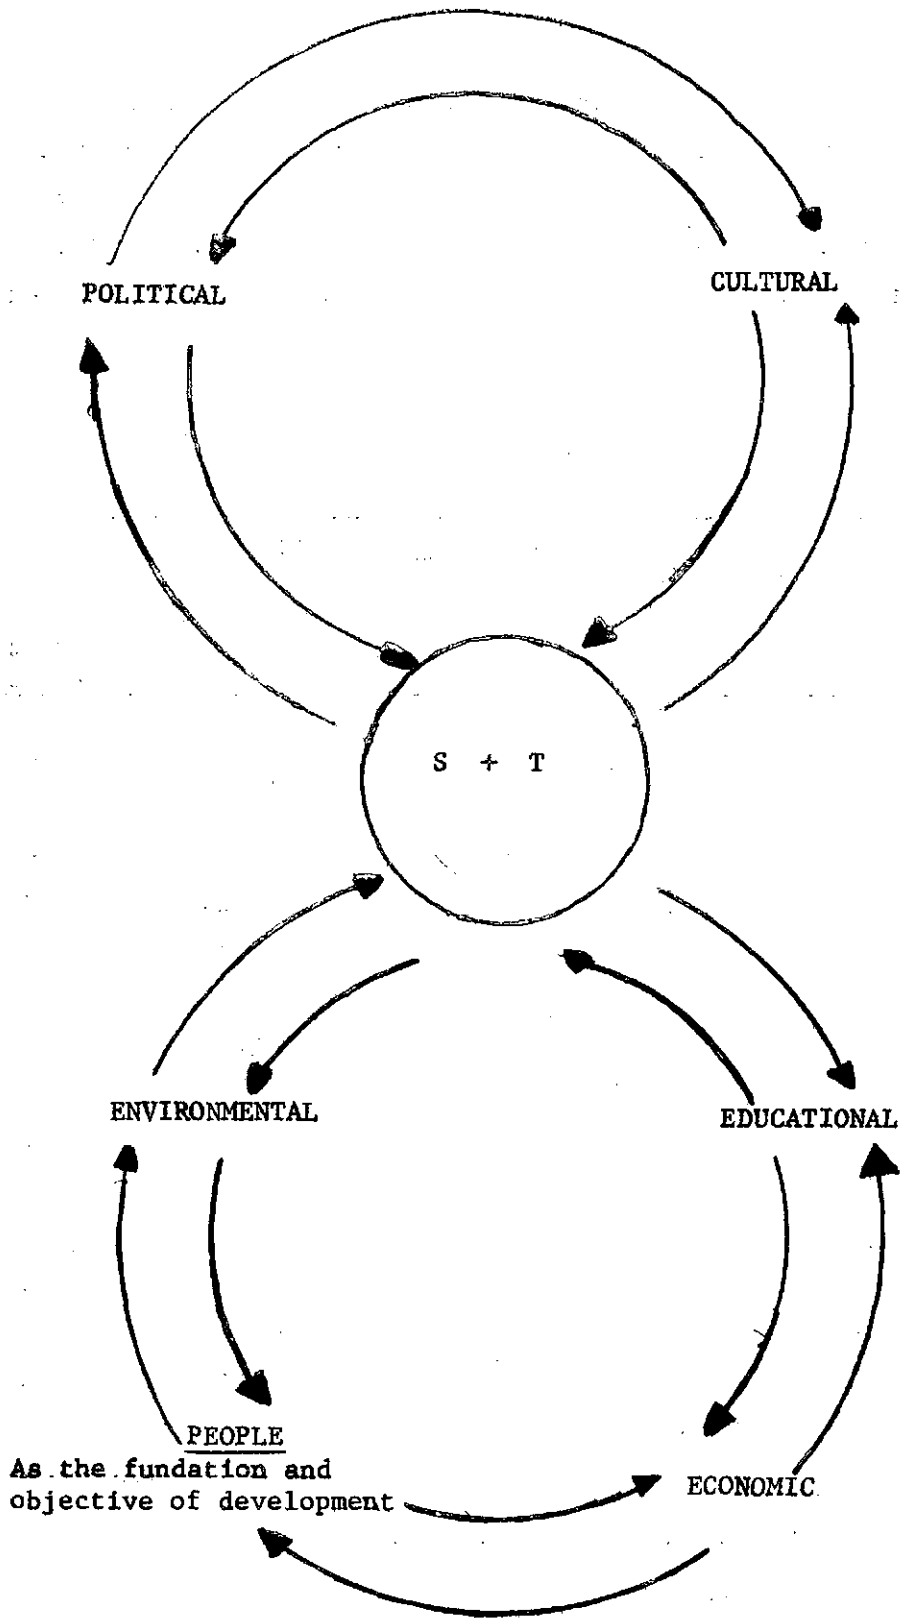 POLITICAL
CULTURAL
S + T
ENVIRONMENTAL
EDUCATIONAL
PEOPLE
As the fundation and
objective of development
ECONOMIC